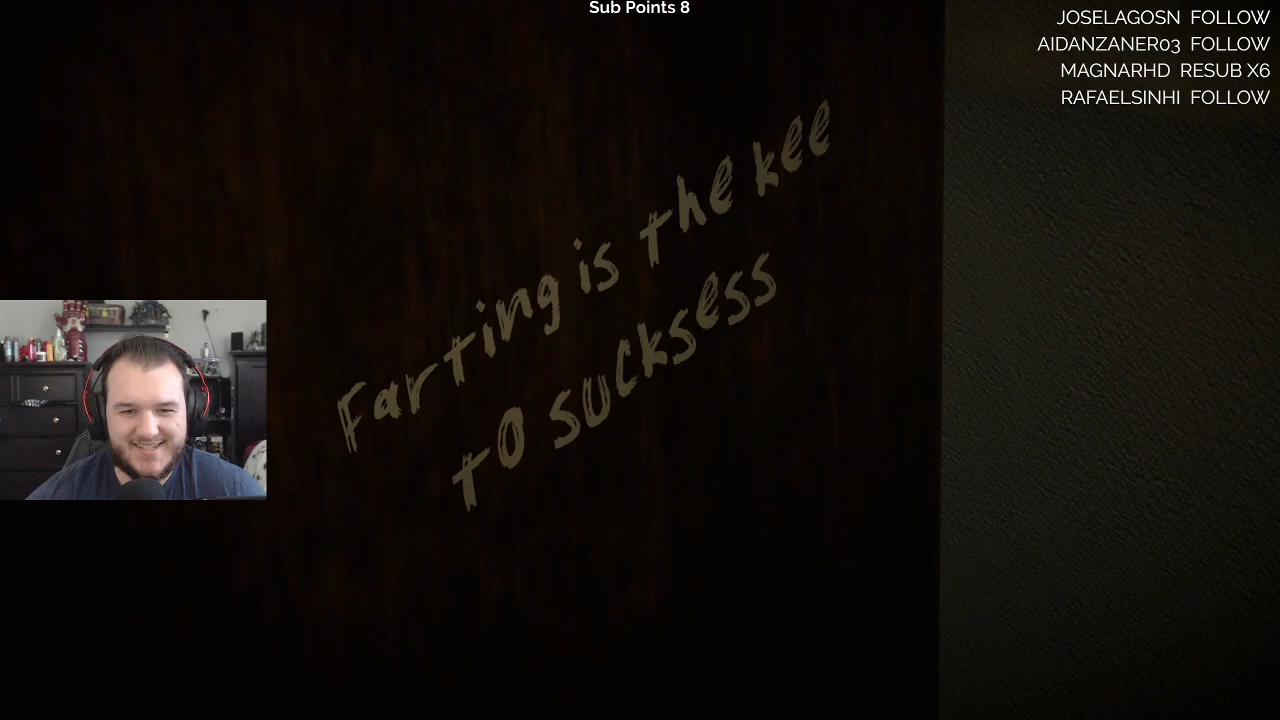 Sub Points 8
JOSELAGOSN FOLLOW
AIDANZANER03 FOLLOW
MAGNARHD RESUB X6
RAFAELSINHI FOLLOW
Farting is the kee
to sucksess